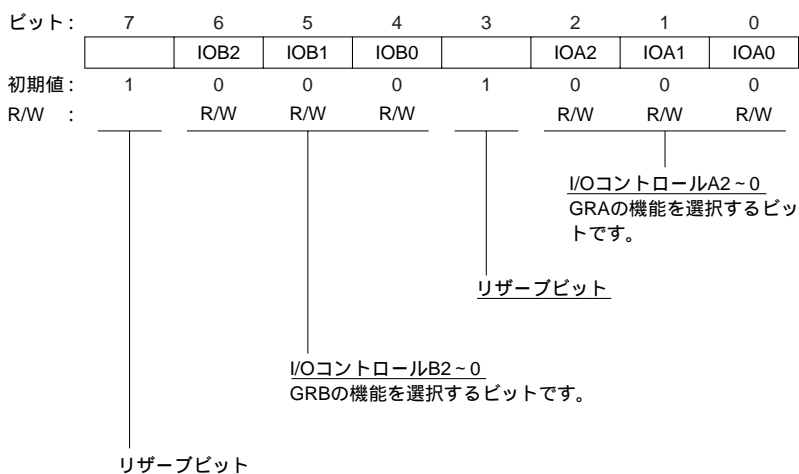 ビット: 7 6 5 4 3 2 1 0
IOB2 IOB1 IOB0 IOA2 IOA1 IOA0
初期値: 1 0 0 0 1 0 0 0
R/W : R/W R/W R/W R/W R/W R/W
I/OコントロールA2~0
GRAの機能を選択するビッ
トです。
リザーブビット
I/OコントロールB2~0
GRBの機能を選択するビットです。
リザーブビット